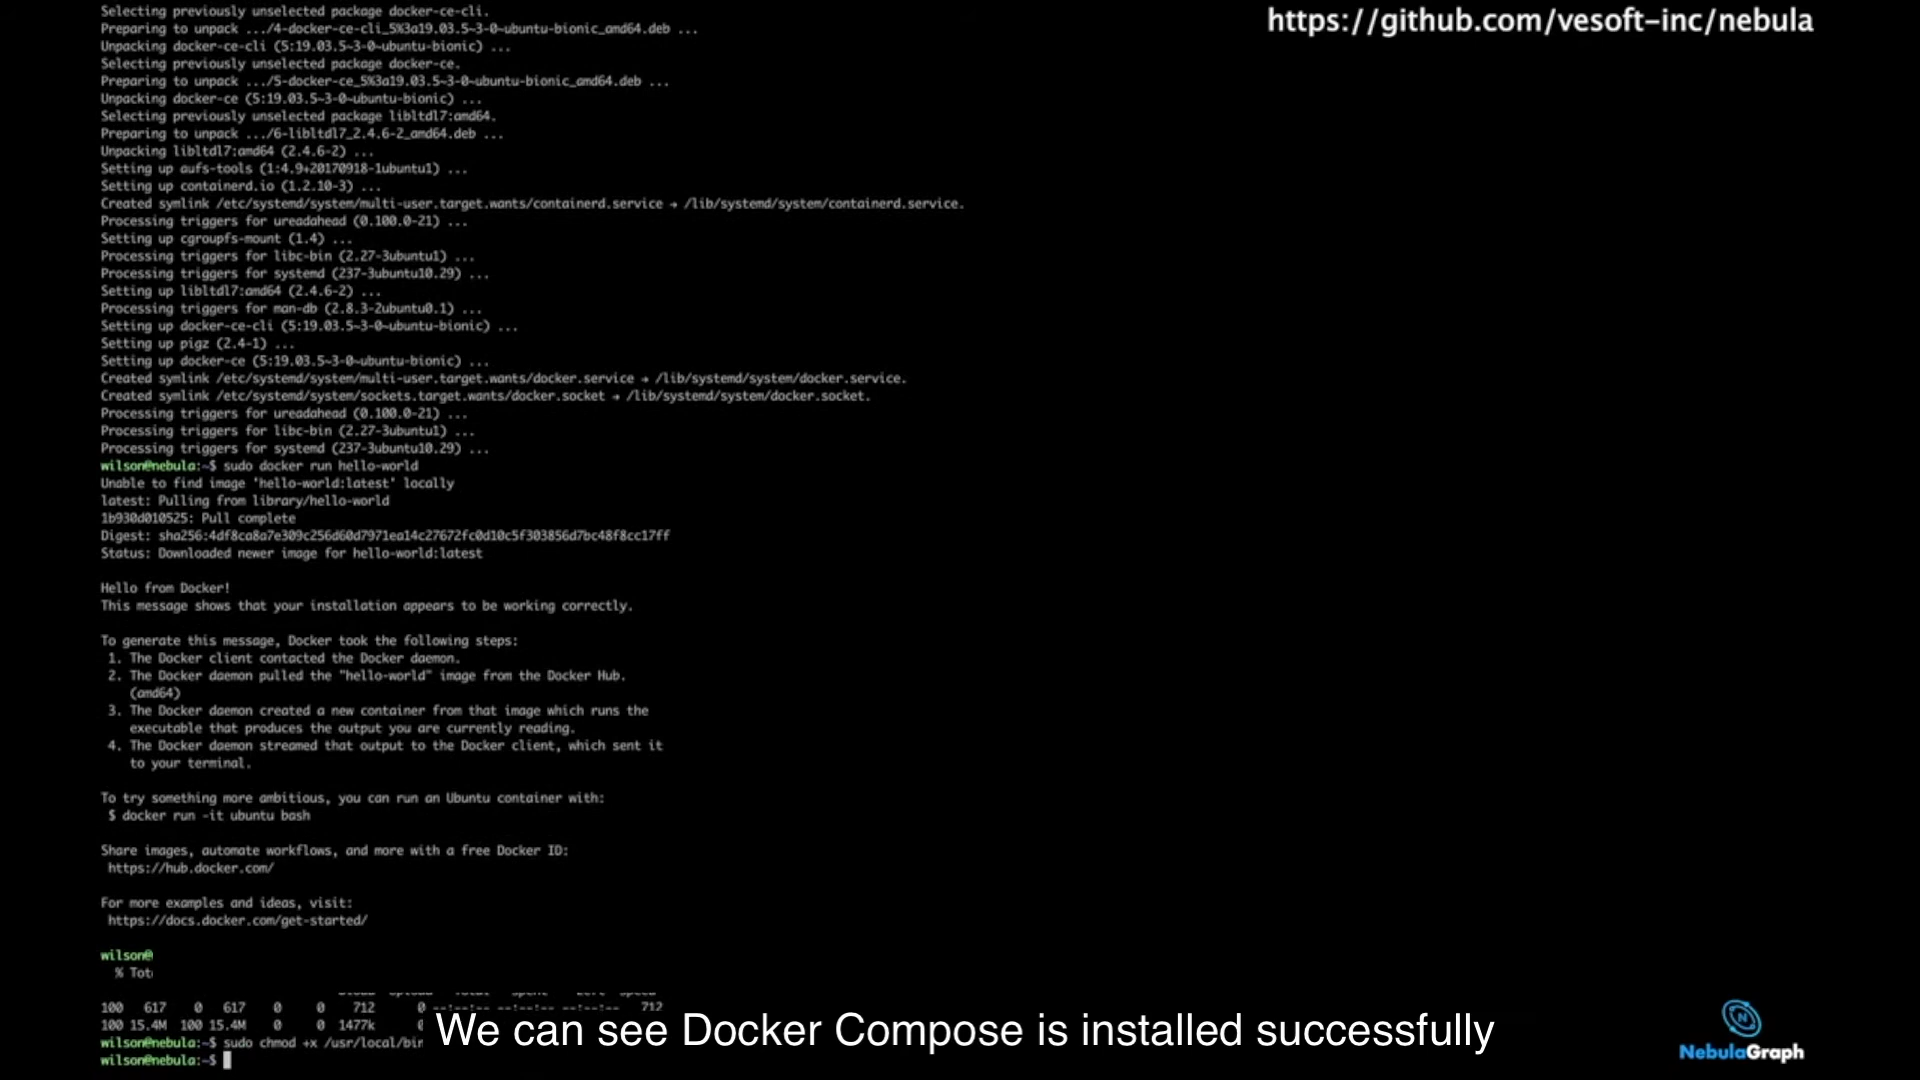 Selecting previously unselected package docker-ce-cli.
https://github.com/vesoft-inc/nebula
Preparing to unpack .../4-docker-ce-cli_5%3a19.03.5~3-0~ubuntu-bionic_amd64.deb ...
Unpacking docker-ce-cli (5:19.03.5~3-0~ubuntu-bionic) ...
Selecting previously unselected package docker-ce.
Preparing to unpack .../5-docker-ce_5%3a19.03.5~3-0~ubuntu-bionic_amd64.deb ...
Unpacking docker-ce (5:19.03.5~3-0~ubuntu-bionic) ...
Selecting previously unselected package libltdl7:amd64.
Preparing to unpack .../6-libltdl7_2.4.6-2_amd64.deb ...
Unpacking libltdl7:amd64 (2.4.6-2) ...
Setting up aufs-tools (1:4.9+20170918-1ubuntu1) ...
Setting up containerd.io (1.2.10-3) ...
Created symlink /etc/systemd/system/multi-user.target.wants/containerd.service → /lib/systemd/system/containerd.service.
Processing triggers for ureadahead (0.100.0-21) ...
Setting up cgroupfs-mount (1.4) ...
Processing triggers for libc-bin (2.27-3ubuntu1) ...
Processing triggers for systemd (237-3ubuntu10.29) ...
Setting up libltdl7:amd64 (2.4.6-2) ...
Processing triggers for man-db (2.8.3-2ubuntu0.1) ...
Setting up docker-ce-cli (5:19.03.5~3-0~ubuntu-bionic) ...
Setting up pigz (2.4-1) ...
Setting up docker-ce (5:19.03.5~3-0~ubuntu-bionic) ...
Created symlink /etc/systemd/system/multi-user.target.wants/docker.service → /lib/systemd/system/docker.service.
Created symlink /etc/systemd/system/sockets.target.wants/docker.socket → /lib/systemd/system/docker.socket.
Processing triggers for ureadahead (0.100.0-21) ...
Processing triggers for libc-bin (2.27-3ubuntu1) ...
Processing triggers for systemd (237-3ubuntu10.29) ...
wilson@nebula:~$ sudo docker run hello-world
Unable to find image 'hello-world:latest' locally
latest: Pulling from library/hello-world
1b930d010525: Pull complete
Digest: sha256:4df8ca8a7e309c256d60d7971ea14c27672fc0d10c5f303856d7bc48f8cc17ff
Status: Downloaded newer image for hello-world:latest
Hello from Docker!
This message shows that your installation appears to be working correctly.
To generate this message, Docker took the following steps:
1. The Docker client contacted the Docker daemon.
2. The Docker daemon pulled the "hello-world" image from the Docker Hub.
(amd64)
3. The Docker daemon created a new container from that image which runs the
executable that produces the output you are currently reading.
4. The Docker daemon streamed that output to the Docker client, which sent it
to your terminal.
To try something more ambitious, you can run an Ubuntu container with:
$ docker run -it ubuntu bash
Share images, automate workflows, and more with a free Docker ID:
https://hub.docker.com/
For more examples and ideas, visit:
https://docs.docker.com/get-started/
wilson@
% Tot
100 617 0 617 0 0 712 0 --:--:-- --:--:-- --:--:-- 712
100 15.4M 100 15.4M 0 0 1477k
wilson@nebula:~$ sudo chmod +x /usr/local/bin
wilson@nebula:~$
We can see Docker Compose is installed successfully
NebulaGraph